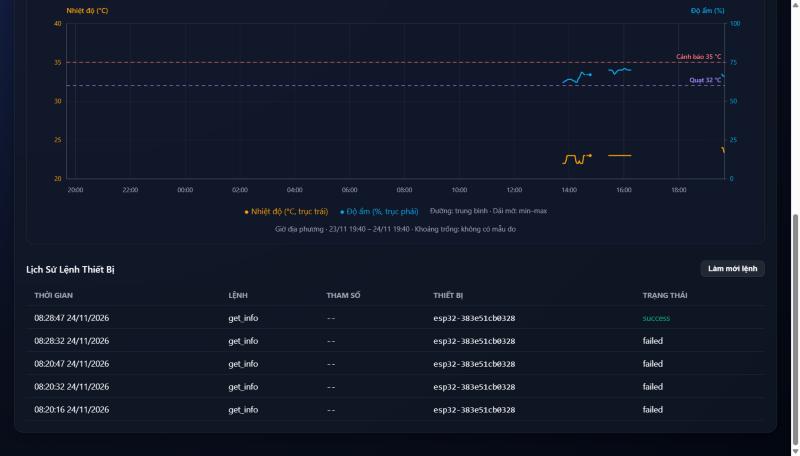 Nhiệt độ (°C) Độ ẩm (%)
40 100
Cảnh báo 35 °C
35 75
Quạt 32 °C
30 50
25 25
20 0
20:00 22:00 00:00 02:00 04:00 06:00 08:00 10:00 12:00 14:00 16:00 18:00
Nhiệt độ (°C, trục trái) Độ ẩm (%, trục phải) Đường: trung bình · Dải mờ: min–max
Giờ địa phương · 23/11 19:40 – 24/11 19:40 · Khoảng trống: không có mẫu đo
Lịch Sử Lệnh Thiết Bị Làm mới lệnh
THỜI GIAN LỆNH THAM SỐ THIẾT BỊ TRẠNG THÁI
08:28:47 24/11/2026 get_info -- esp32-383e51cb0328 success
08:28:32 24/11/2026 get_info -- esp32-383e51cb0328 failed
08:20:47 24/11/2026 get_info -- esp32-383e51cb0328 failed
08:20:32 24/11/2026 get_info -- esp32-383e51cb0328 failed
08:20:16 24/11/2026 get_info -- esp32-383e51cb0328 failed